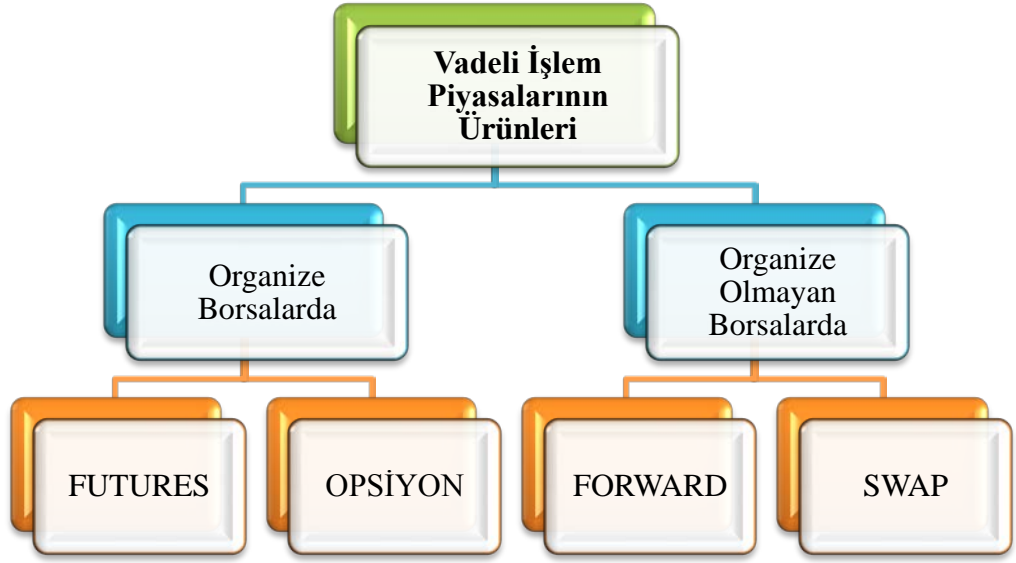 Vadeli İşlem
Piyasalarının
Ürünleri
Organize
Borsalarda
Organize
Olmayan
Borsalarda
FUTURES
OPSİYON
FORWARD
SWAP